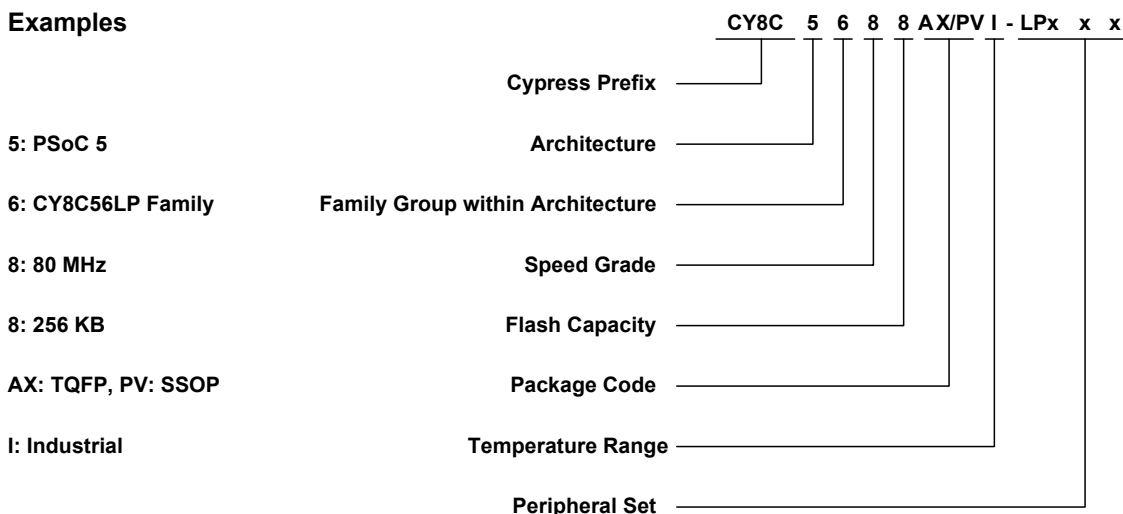 Examples CY8C 5 6 8 8 AX/PV I - LPx x x
Cypress Prefix
5: PSoC 5 Architecture
6: CY8C56LP Family Family Group within Architecture
8: 80 MHz Speed Grade
8: 256 KB Flash Capacity
AX: TQFP, PV: SSOP Package Code
I: Industrial Temperature Range
Peripheral Set